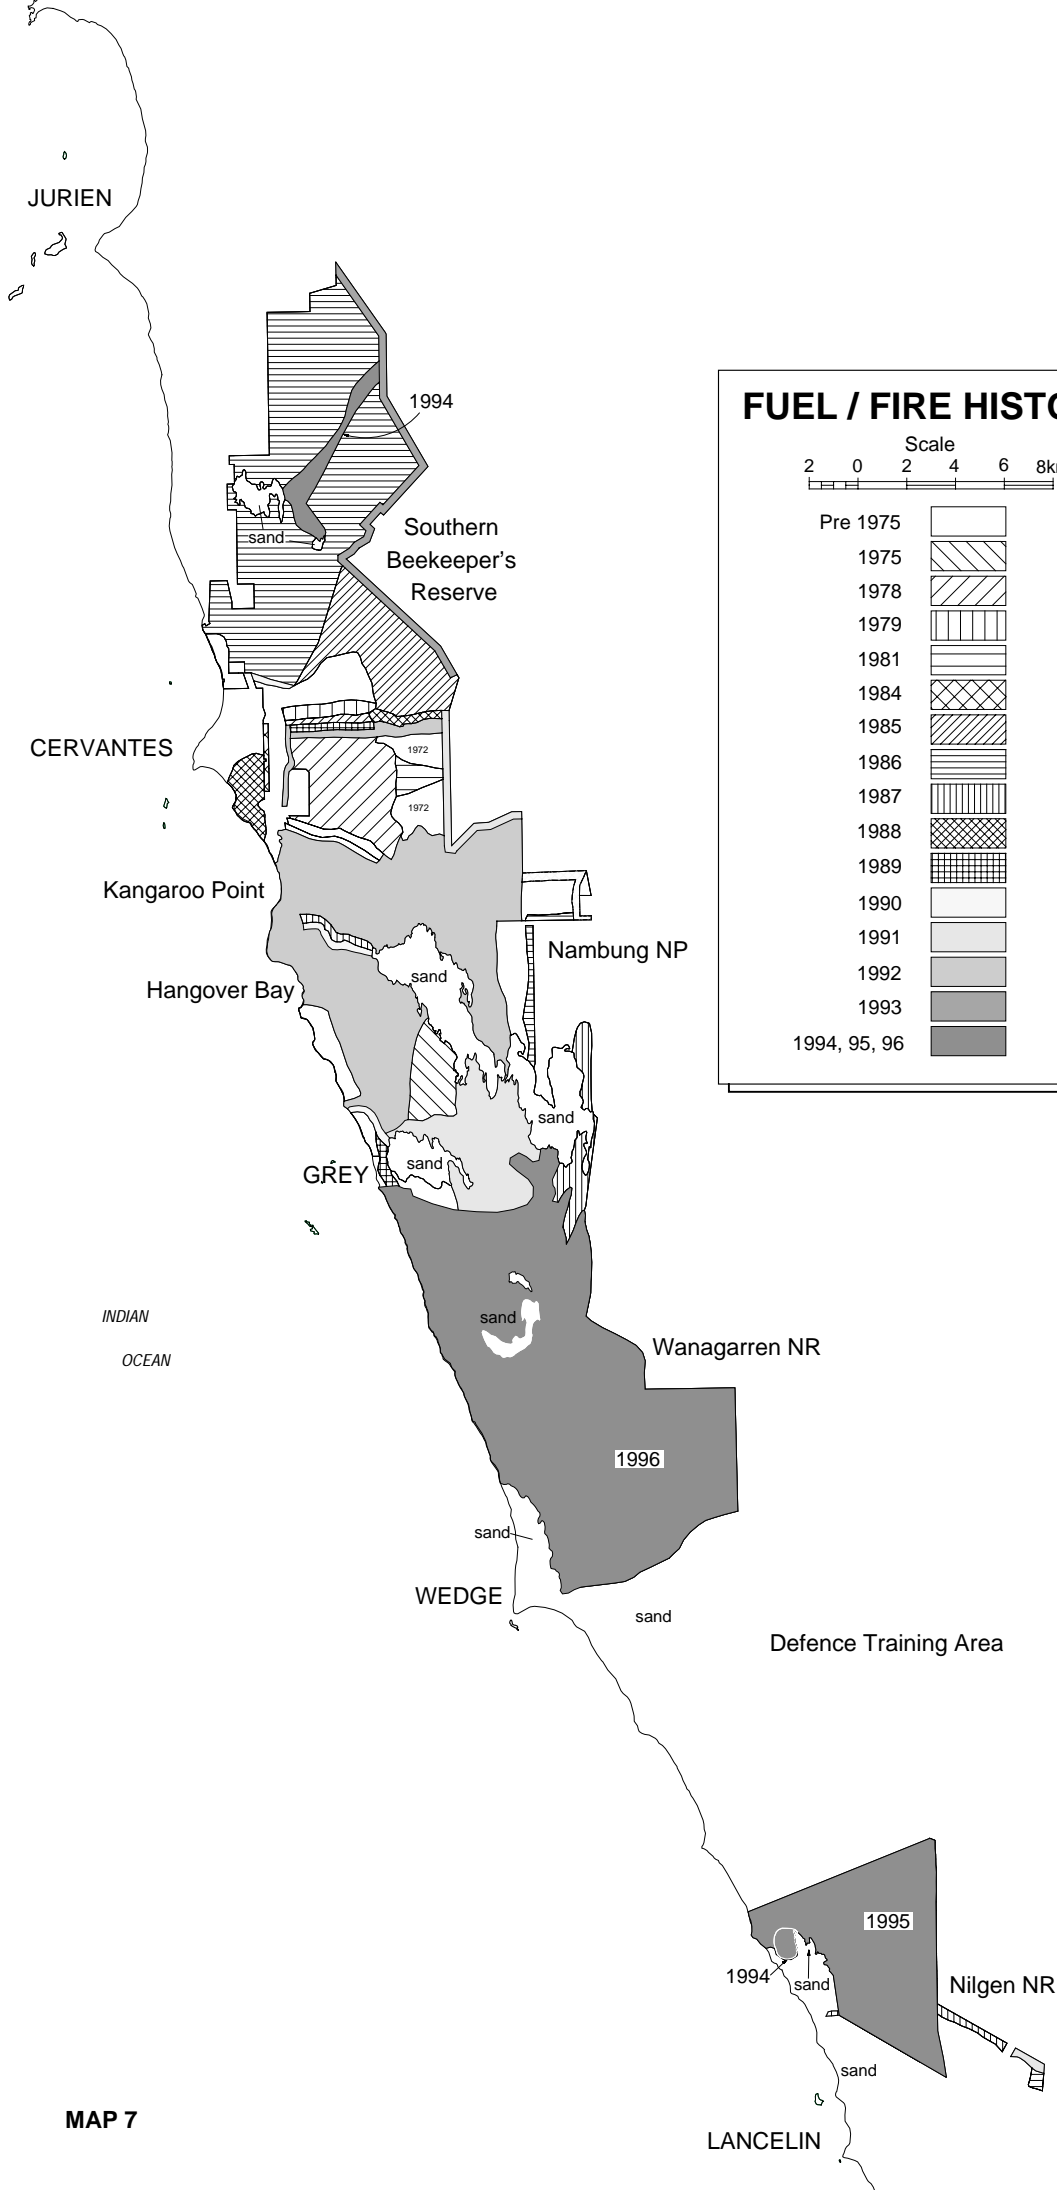 JURIEN
1994
FUEL / FIRE HISTO
Scale
2 0 2 4 6 8k
Pre 1975
1975
1978
1979
1981
1984
1985
1986
1987
1988
1989
1990
1991
1992
1993
1994, 95, 96
sand
Southern
Beekeeper's
Reserve
CERVANTES
1972
1972
Kangaroo Point
Nambung NP
sand
Hangover Bay
sand
sand
GREY
INDIAN
OCEAN
sand
Wanagarren NR
1996
sand
WEDGE
sand
Defence Training Area
1995
1994
sand
Nilgen NR
sand
MAP 7
LANCELIN